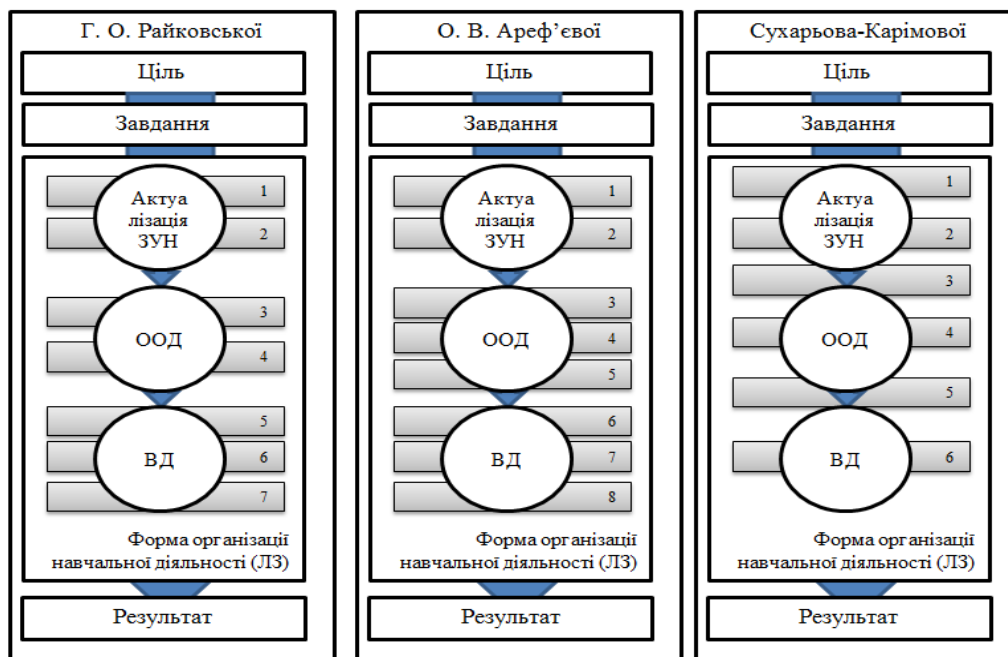 Г. О. Райковської
Ціль
Завдання
1
Актуа
лізація
ЗУН
2
3
ООД
4
5
ВД
6
7
Форма організації
навчальної діяльності (ЛЗ)
Результат
О. В. Ареф’євої
Ціль
Завдання
1
Актуа
лізація
ЗУН
2
3
ООД
4
5
6
ВД
7
8
Форма організації
навчальної діяльності (ЛЗ)
Результат
Сухарьова-Карімової
Ціль
Завдання
1
Актуа
лізація
ЗУН
2
3
ООД
4
5
ВД
6
Форма організації
навчальної діяльності (ЛЗ)
Результат